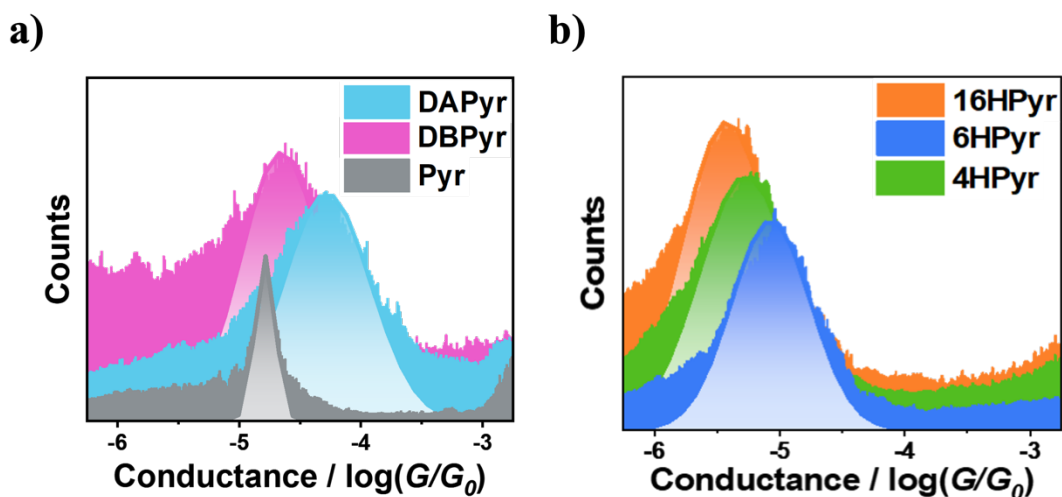 a)
DAPyr
DBPyr
Pyr
Counts
-6 -5 -4 -3
Conductance / log(G/G0)
b)
16HPyr
6HPyr
4HPyr
Counts
-6 -5 -4 -3
Conductance / log(G/G0)